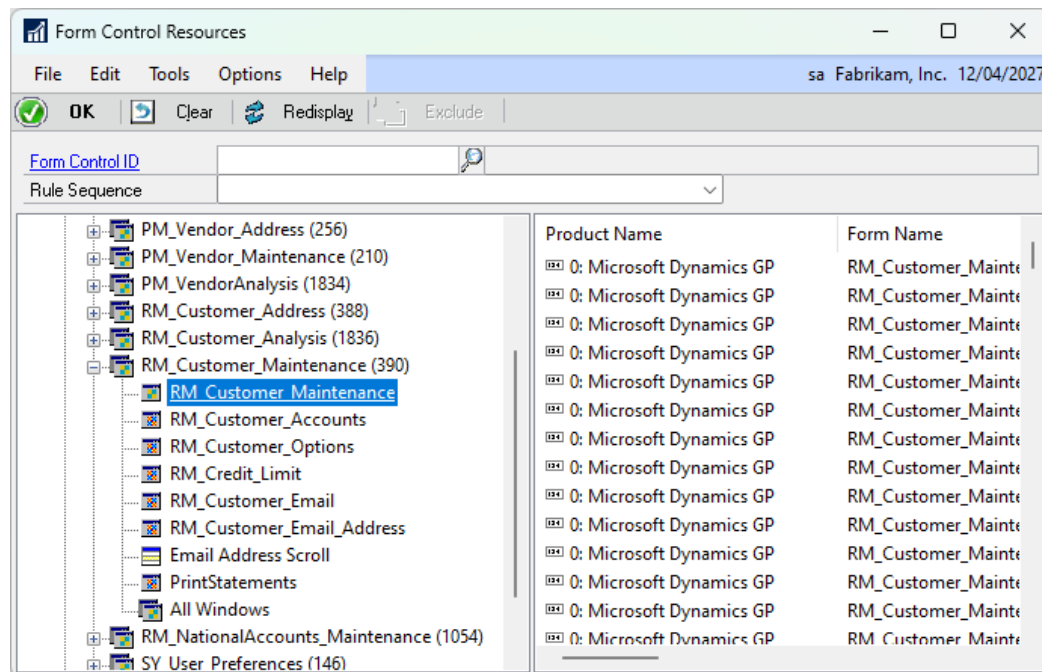 Form Control Resources
File Edit Tools Options Help sa Fabrikam, Inc. 12/04/2027
OK Clear Redisplay Exclude
Form Control ID
Rule Sequence
PM_Vendor_Address (256)
PM_Vendor_Maintenance (210)
PM_VendorAnalysis (1834)
RM_Customer_Address (388)
RM_Customer_Analysis (1836)
RM_Customer_Maintenance (390)
RM_Customer_Maintenance
RM_Customer_Accounts
RM_Customer_Options
RM_Credit_Limit
RM_Customer_Email
RM_Customer_Email_Address
Email Address Scroll
PrintStatements
All Windows
RM_NationalAccounts_Maintenance (1054)
SY_User_Preferences (146)
Product Name Form Name
0: Microsoft Dynamics GP RM_Customer_Mainte
0: Microsoft Dynamics GP RM_Customer_Mainte
0: Microsoft Dynamics GP RM_Customer_Mainte
0: Microsoft Dynamics GP RM_Customer_Mainte
0: Microsoft Dynamics GP RM_Customer_Mainte
0: Microsoft Dynamics GP RM_Customer_Mainte
0: Microsoft Dynamics GP RM_Customer_Mainte
0: Microsoft Dynamics GP RM_Customer_Mainte
0: Microsoft Dynamics GP RM_Customer_Mainte
0: Microsoft Dynamics GP RM_Customer_Mainte
0: Microsoft Dynamics GP RM_Customer_Mainte
0: Microsoft Dynamics GP RM_Customer_Mainte
0: Microsoft Dynamics GP RM_Customer_Mainte
0: Microsoft Dynamics GP RM_Customer_Mainte